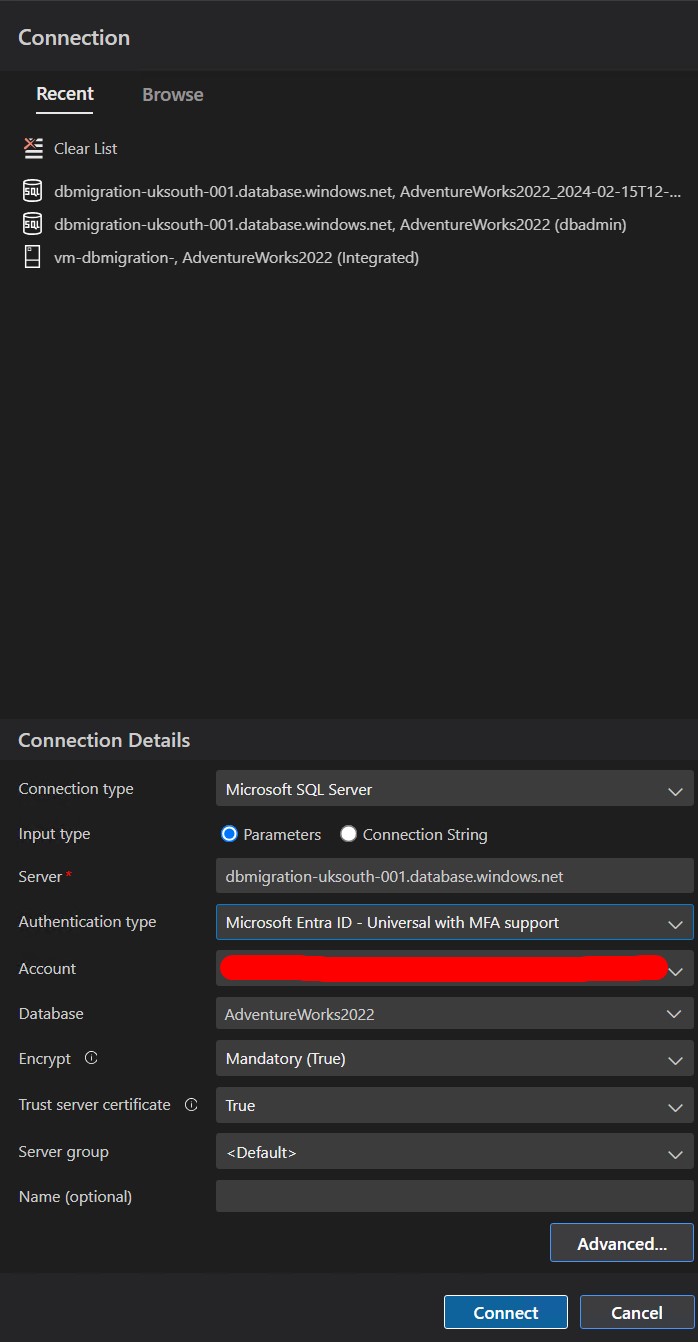 Connection
Recent Browse
Clear List
dbmigration-uksouth-001.database.windows.net, AdventureWorks2022_2024-02-15T12-...
dbmigration-uksouth-001.database.windows.net, AdventureWorks2022 (dbadmin)
vm-dbmigration-, AdventureWorks2022 (Integrated)
Connection Details
Connection type Microsoft SQL Server
Input type Parameters Connection String
Server* dbmigration-uksouth-001.database.windows.net
Authentication type Microsoft Entra ID - Universal with MFA support
Account
Database AdventureWorks2022
Encrypt Mandatory (True)
Trust server certificate True
Server group <Default>
Name (optional)
Advanced...
Connect Cancel